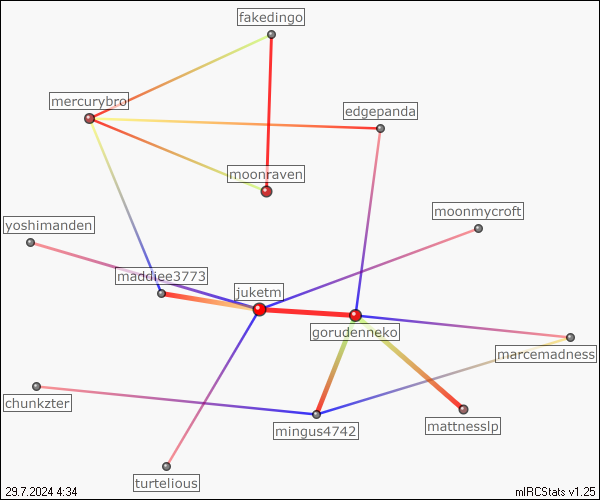 fakedingo
mercurybro
edgepanda
moonraven
moonmycroft
yoshimanden
maddiee3773
juketm
gorudenneko
marcemadness
chunkzter
mingus4742
mattnesslp
turtelious
29.7.2024 4:34
mIRCStats v1.25